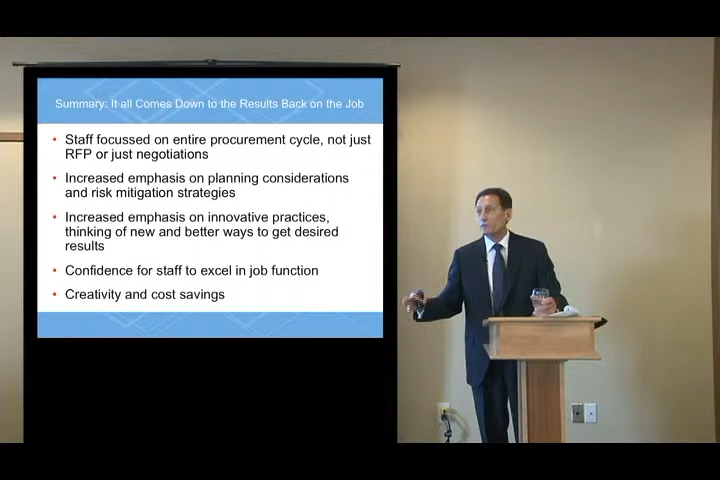 Summary: It all Comes Down to the Results Back on the Job
• Staff focussed on entire procurement cycle, not just
RFP or just negotiations
• Increased emphasis on planning considerations
and risk mitigation strategies
• Increased emphasis on innovative practices,
thinking of new and better ways to get desired
results
• Confidence for staff to excel in job function
• Creativity and cost savings